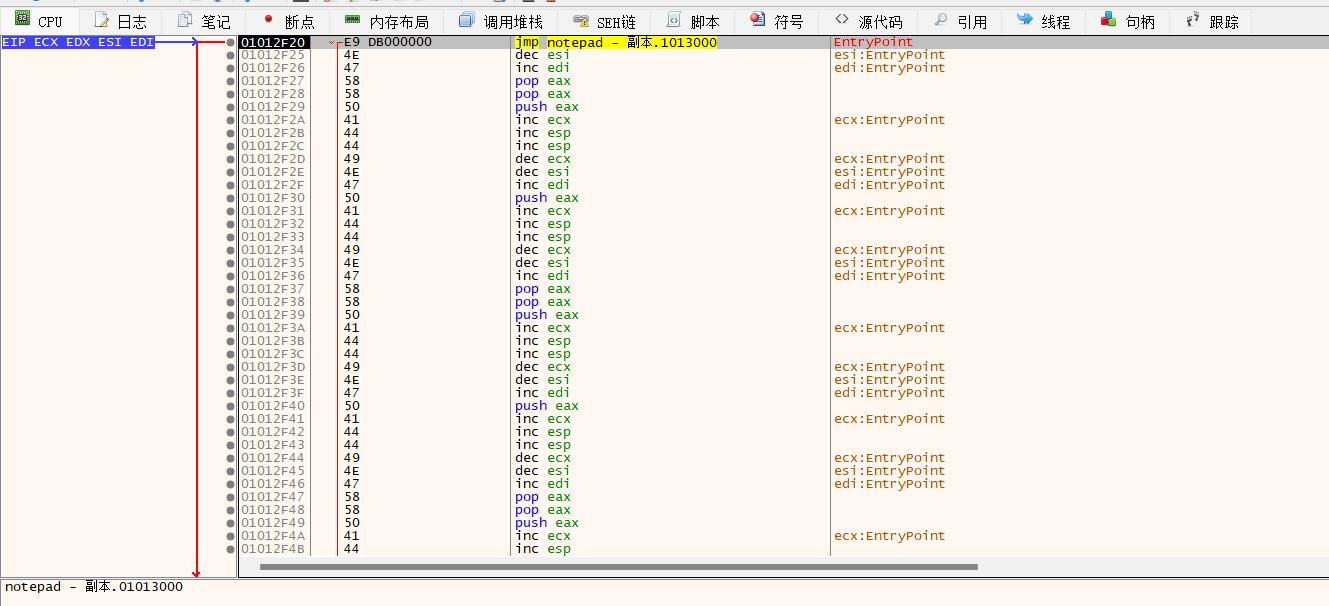 CPU 日志 笔记 断点 内存布局 调用堆栈 SEH链 脚本 符号 源代码 引用 线程 句柄 跟踪
EIP ECX EDX ESI EDI 01012F20 E9 DB000000 jmp notepad - 副本.1013000 EntryPoint
01012F25 4E dec esi esi:EntryPoint
01012F26 47 inc edi edi:EntryPoint
01012F27 58 pop eax
01012F28 58 pop eax
01012F29 50 push eax
01012F2A 41 inc ecx ecx:EntryPoint
01012F2B 44 inc esp
01012F2C 44 inc esp
01012F2D 49 dec ecx ecx:EntryPoint
01012F2E 4E dec esi esi:EntryPoint
01012F2F 47 inc edi edi:EntryPoint
01012F30 50 push eax
01012F31 41 inc ecx ecx:EntryPoint
01012F32 44 inc esp
01012F33 44 inc esp
01012F34 49 dec ecx ecx:EntryPoint
01012F35 4E dec esi esi:EntryPoint
01012F36 47 inc edi edi:EntryPoint
01012F37 58 pop eax
01012F38 58 pop eax
01012F39 50 push eax
01012F3A 41 inc ecx ecx:EntryPoint
01012F3B 44 inc esp
01012F3C 44 inc esp
01012F3D 49 dec ecx ecx:EntryPoint
01012F3E 4E dec esi esi:EntryPoint
01012F3F 47 inc edi edi:EntryPoint
01012F40 50 push eax
01012F41 41 inc ecx ecx:EntryPoint
01012F42 44 inc esp
01012F43 44 inc esp
01012F44 49 dec ecx ecx:EntryPoint
01012F45 4E dec esi esi:EntryPoint
01012F46 47 inc edi edi:EntryPoint
01012F47 58 pop eax
01012F48 58 pop eax
01012F49 50 push eax
01012F4A 41 inc ecx ecx:EntryPoint
01012F4B 44 inc esp
notepad - 副本.01013000